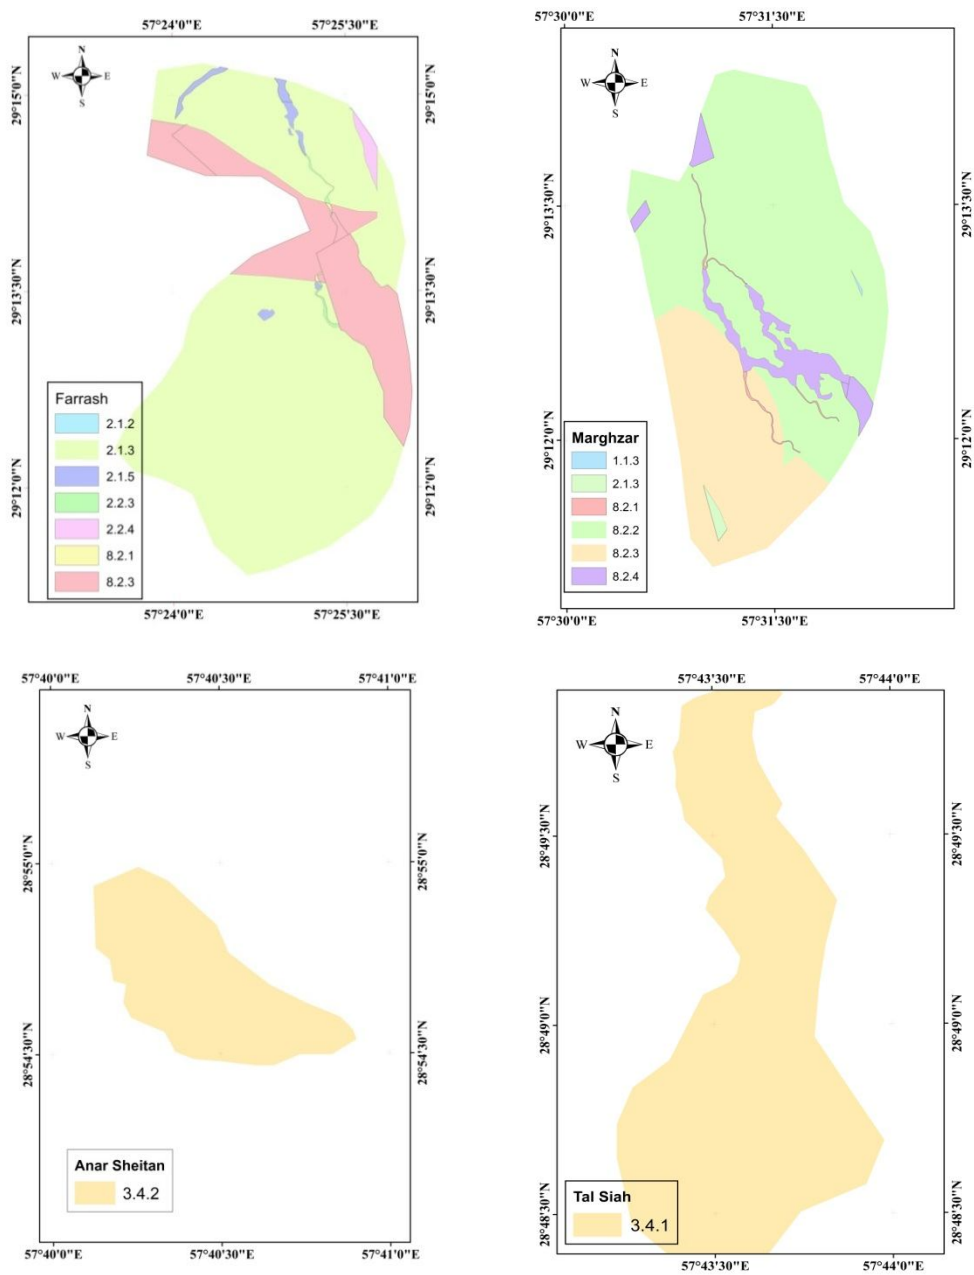 57°24'0"E 57°25'30"E
N
W E
S
29°15'0"N
29°15'0"N
29°13'30"N
29°13'30"N
29°12'0"N
29°12'0"N
Farrash
2.1.2
2.1.3
2.1.5
2.2.3
2.2.4
8.2.1
8.2.3
57°24'0"E 57°25'30"E
57°30'0"E 57°31'30"E
N
W E
S
29°13'30"N
29°13'30"N
29°12'0"N
29°12'0"N
Marghzar
1.1.3
2.1.3
8.2.1
8.2.2
8.2.3
8.2.4
57°30'0"E 57°31'30"E
57°40'0"E 57°40'30"E 57°41'0"E
N
W E
S
28°55'0"N
28°55'0"N
28°54'30"N
28°54'30"N
Anar Sheitan
3.4.2
57°40'0"E 57°40'30"E 57°41'0"E
57°43'30"E 57°44'0"E
N
W E
S
28°49'30"N
28°49'30"N
28°49'0"N
28°49'0"N
28°48'30"N
28°48'30"N
Tal Siah
3.4.1
57°43'30"E 57°44'0"E